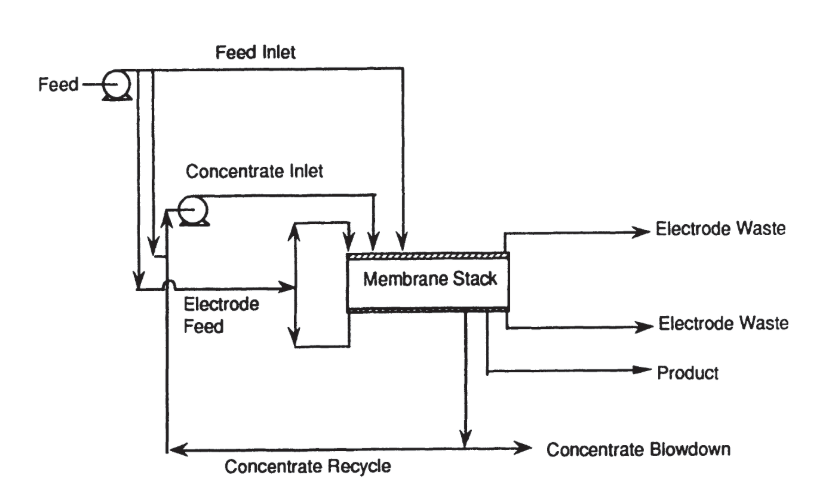 Feed Inlet
Feed
Concentrate Inlet
Electrode Waste
Membrane Stack
Electrode
Feed
Electrode Waste
Product
Concentrate Blowdown
Concentrate Recycle